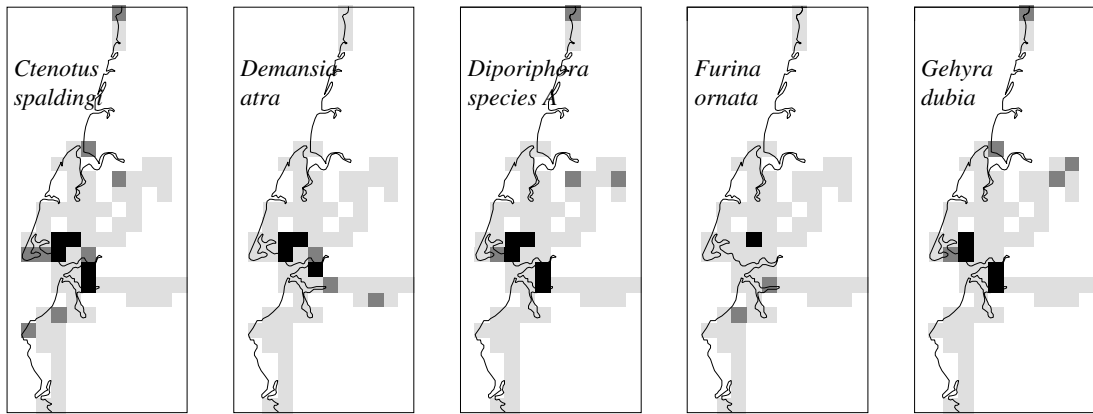 Ctenotus
spaldingi
Demansia
atra
Diporiphora
species A
Furina
ornata
Gehyra
dubia